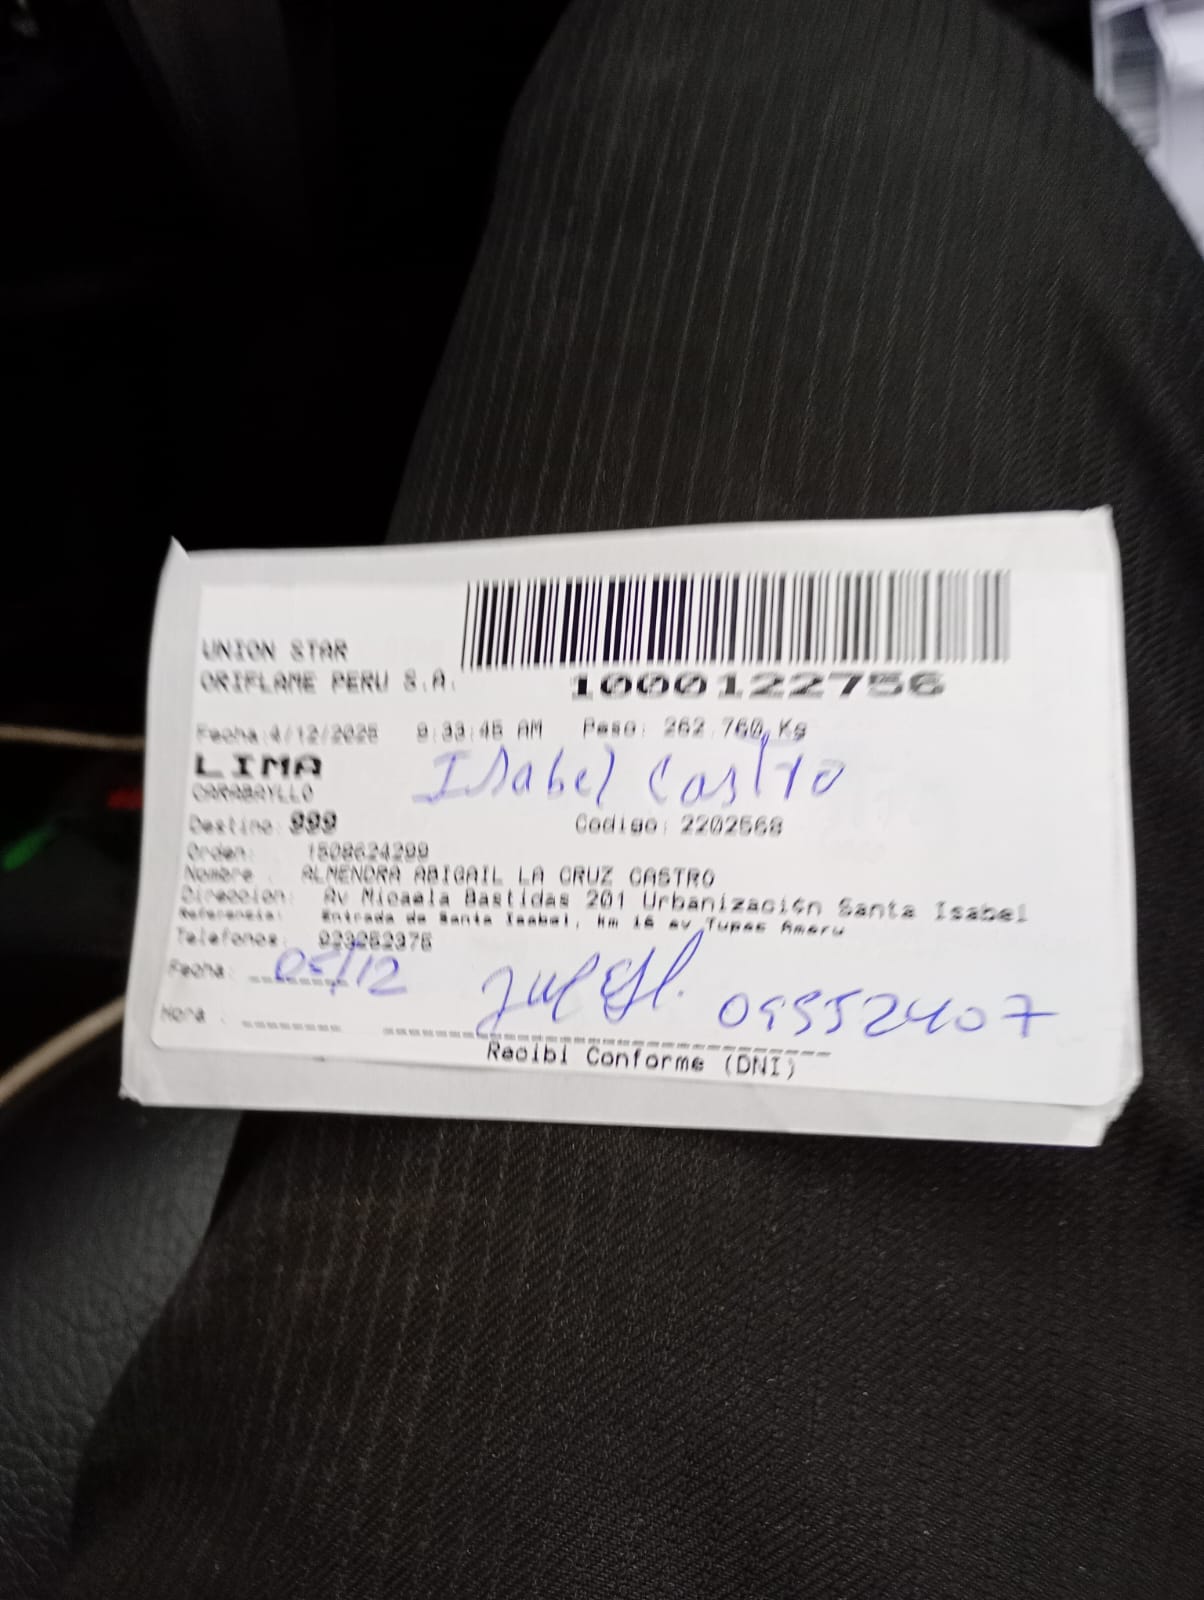 UNION STAR
ORIFLAME PERU S.A.
1000122756
Fecha:4/12/2025 9:33:45 AM Peso: 262.760 Kg
LIMA
Isabel Castro
CARABAYLLO
Destino: 999 Codigo: 2202568
Orden: 1508624299
Nombre : ALMENDRA ABIGAIL LA CRUZ CASTRO
Direccion: Av Micaela Bastidas 201 Urbanización Santa Isabel
Referencia: Entrada de Santa Isabel, km 16 av Tupac Amaru
Telefonos:
Fecha: 05/12
09552407
Hora :
Recibi Conforme (DNI)